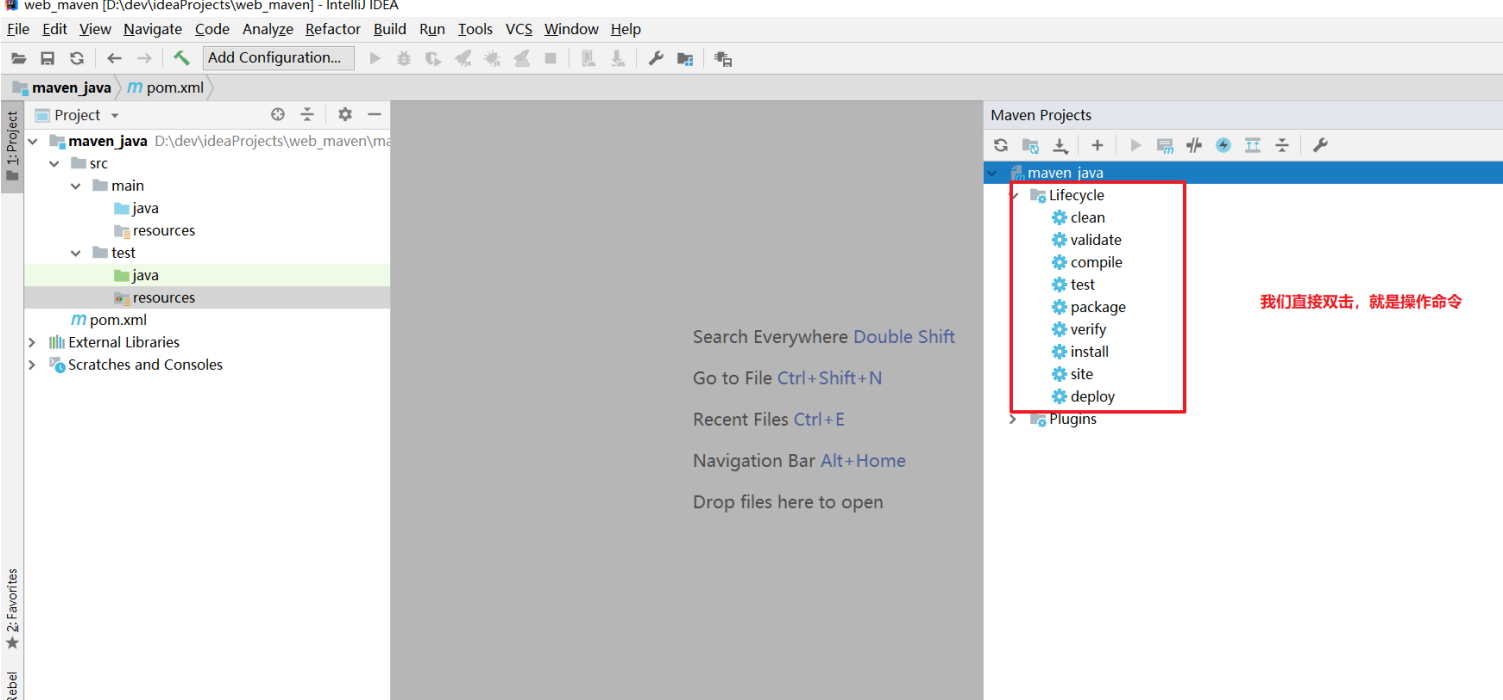 web_maven [D:\dev\ideaProjects\web_maven] - IntelliJ IDEA
File Edit View Navigate Code Analyze Refactor Build Run Tools VCS Window Help
Add Configuration...
maven_java pom.xml
1: Project
Project
maven_java D:\dev\ideaProjects\web_maven\ma
src
main
java
resources
test
java
resources
pom.xml
External Libraries
Scratches and Consoles
2: Favorites
Rebel
Search Everywhere Double Shift
Go to File Ctrl+Shift+N
Recent Files Ctrl+E
Navigation Bar Alt+Home
Drop files here to open
Maven Projects
maven_java
Lifecycle
clean
validate
compile
test
package
verify
install
site
deploy
Plugins
我们直接双击，就是操作命令